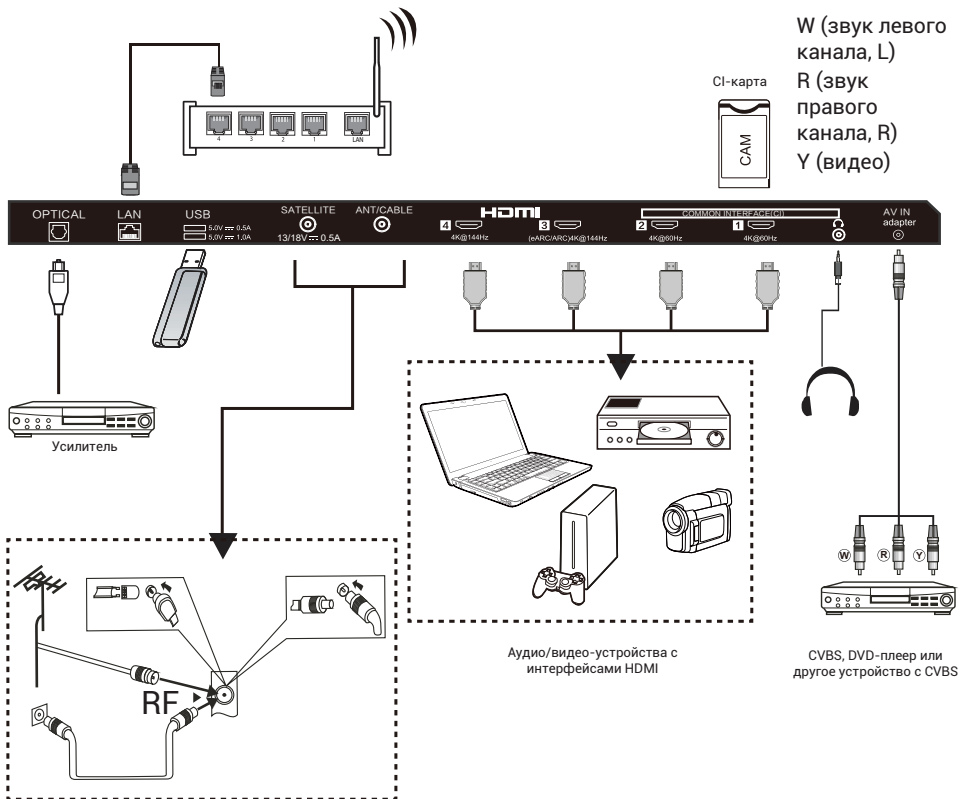 W (звук левого
канала, L)
R (звук
правого
канала, R)
Y (видео)
CI-карта
CAM
4 3 2 1 LAN
OPTICAL LAN USB SATELLITE ANT/CABLE HDMI COMMON INTERFACE(CI) AV IN
adapter
5.0V 0.5A
5.0V 1.0A
13/18V 0.5A
4 3 2 1
4K@144Hz (eARC/ARC)4K@144Hz 4K@60Hz 4K@60Hz
Усилитель
W R Y
RF
Аудио/видео-устройства с
интерфейсами HDMI
CVBS, DVD-плеер или
другое устройство с CVBS